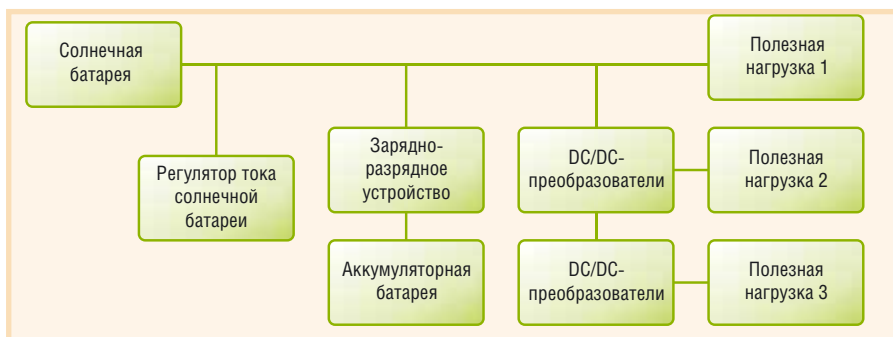 Солнечная
батарея
Полезная
нагрузка 1
Регулятор тока
солнечной
батареи
Зарядно-
разрядное
устройство
DC/DC-
преобразователи
Полезная
нагрузка 2
Аккумуляторная
батарея
DC/DC-
преобразователи
Полезная
нагрузка 3